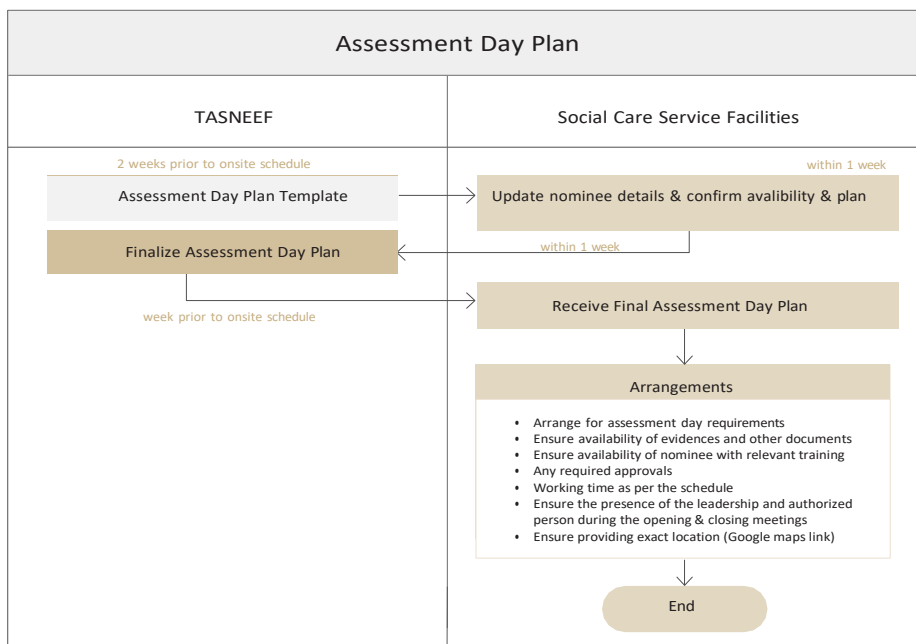 Assessment Day Plan
TASNEEF
Social Care Service Facilities
2 weeks prior to onsite schedule
within 1 week
Assessment Day Plan Template
Update nominee details & confirm avalibility & plan
within 1 week
Finalize Assessment Day Plan
week prior to onsite schedule
Receive Final Assessment Day Plan
Arrangements
• Arrange for assessment day requirements
• Ensure availability of evidences and other documents
• Ensure availability of nominee with relevant training
• Any required approvals
• Working time as per the schedule
• Ensure the presence of the leadership and authorized
person during the opening & closing meetings
• Ensure providing exact location (Google maps link)
End